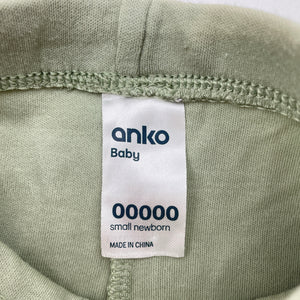 anko
Baby
00000
small newborn
MADE IN CHINA